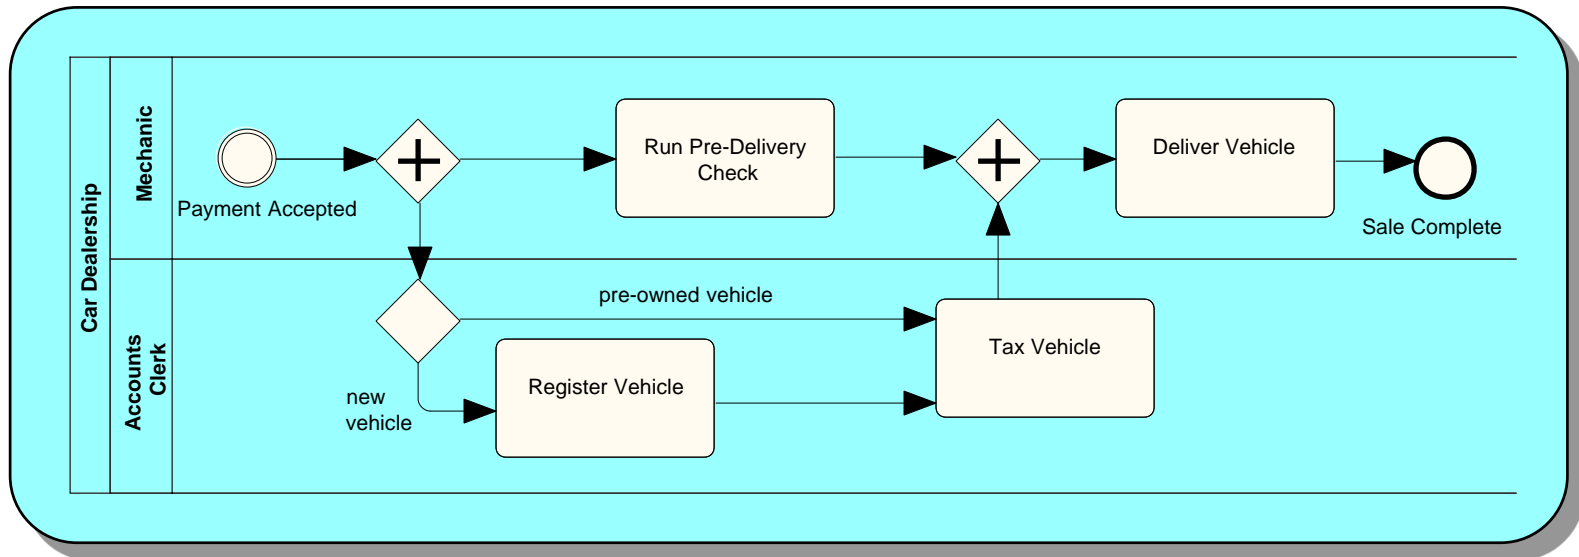 Car Dealership
Mechanic
Payment Accepted
Run Pre-Delivery
Check
Deliver Vehicle
Sale Complete
Accounts
Clerk
pre-owned vehicle
new
vehicle
Register Vehicle
Tax Vehicle